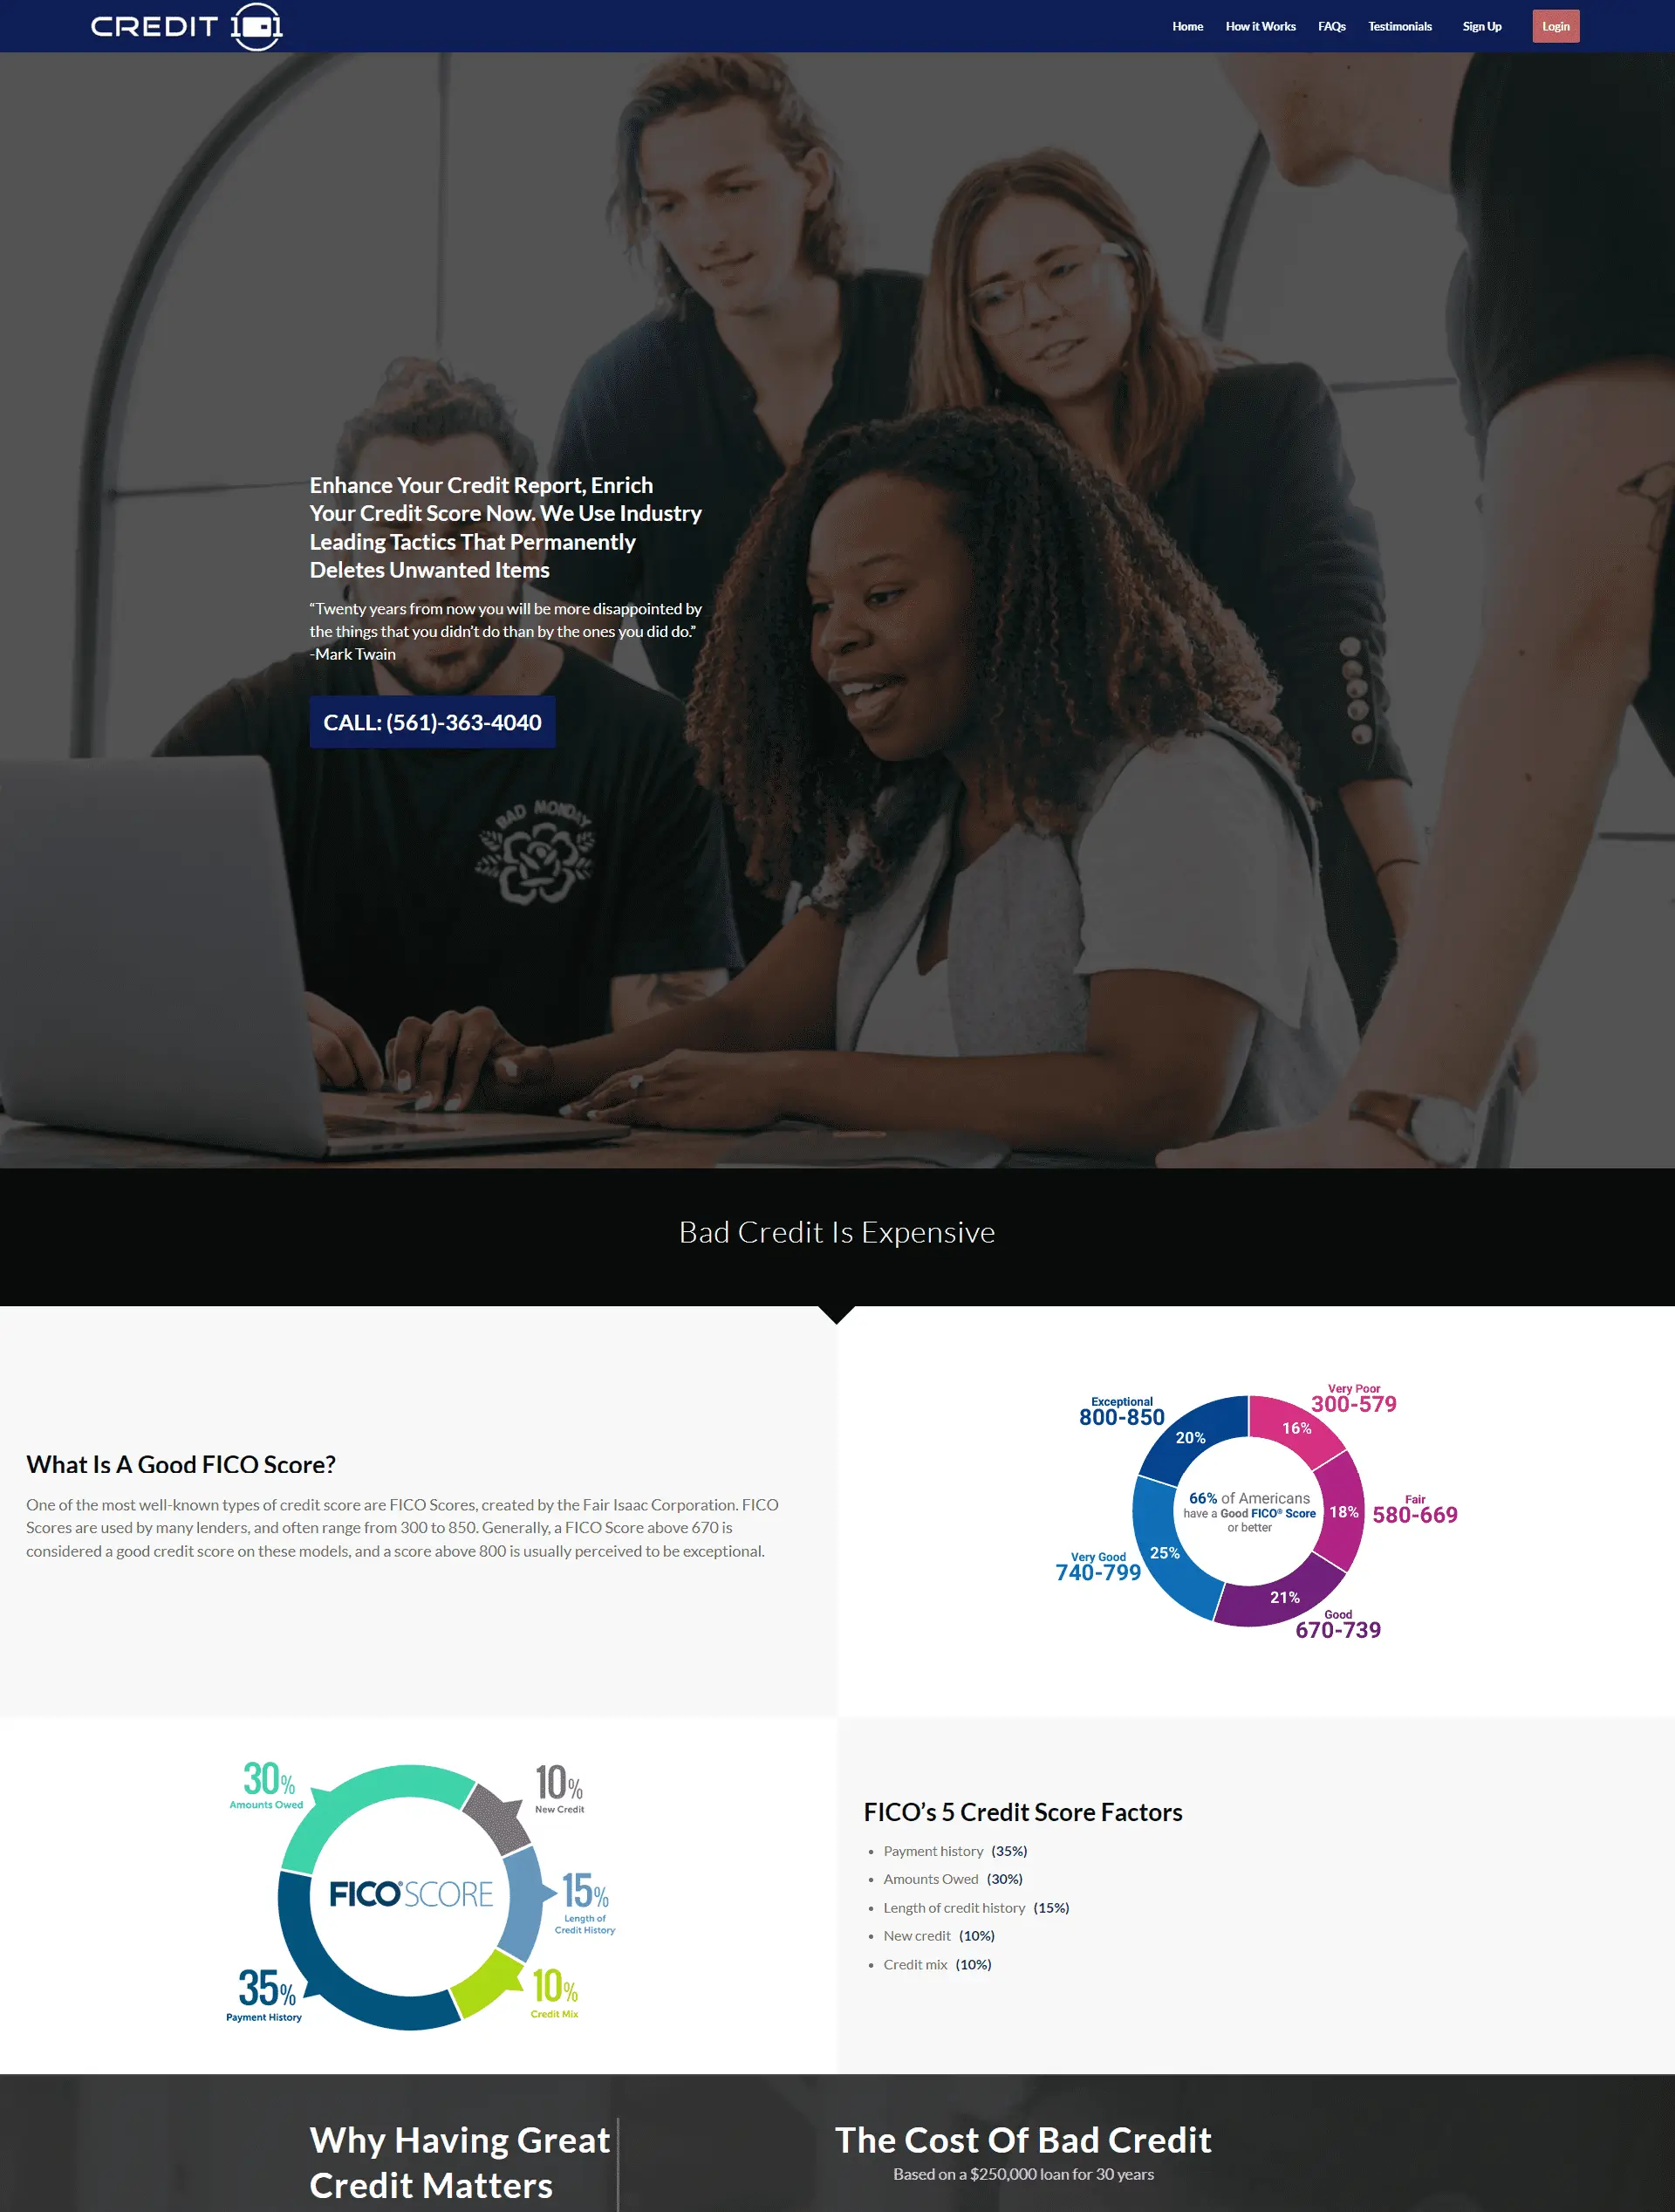 CREDIT 101
Home How it Works FAQs Testimonials Sign Up Login
Enhance Your Credit Report, Enrich
Your Credit Score Now. We Use Industry
Leading Tactics That Permanently
Deletes Unwanted Items
“Twenty years from now you will be more disappointed by
the things that you didn’t do than by the ones you did do.”
-Mark Twain
CALL: (561)-363-4040
BAD MONDAY
Bad Credit Is Expensive
What Is A Good FICO Score?
One of the most well-known types of credit score are FICO Scores, created by the Fair Isaac Corporation. FICO
Scores are used by many lenders, and often range from 300 to 850. Generally, a FICO Score above 670 is
considered a good credit score on these models, and a score above 800 is usually perceived to be exceptional.
Very Poor
300-579
16%
Exceptional
800-850
20%
66% of Americans
have a Good FICO® Score
or better
Fair
580-669
18%
Very Good
740-799
25%
21%
Good
670-739
30%
Amounts Owed
10%
New Credit
FICO® SCORE
15%
Length of
Credit History
35%
Payment History
10%
Credit Mix
FICO’s 5 Credit Score Factors
• Payment history (35%)
• Amounts Owed (30%)
• Length of credit history (15%)
• New credit (10%)
• Credit mix (10%)
Why Having Great
Credit Matters
The Cost Of Bad Credit
Based on a $250,000 loan for 30 years